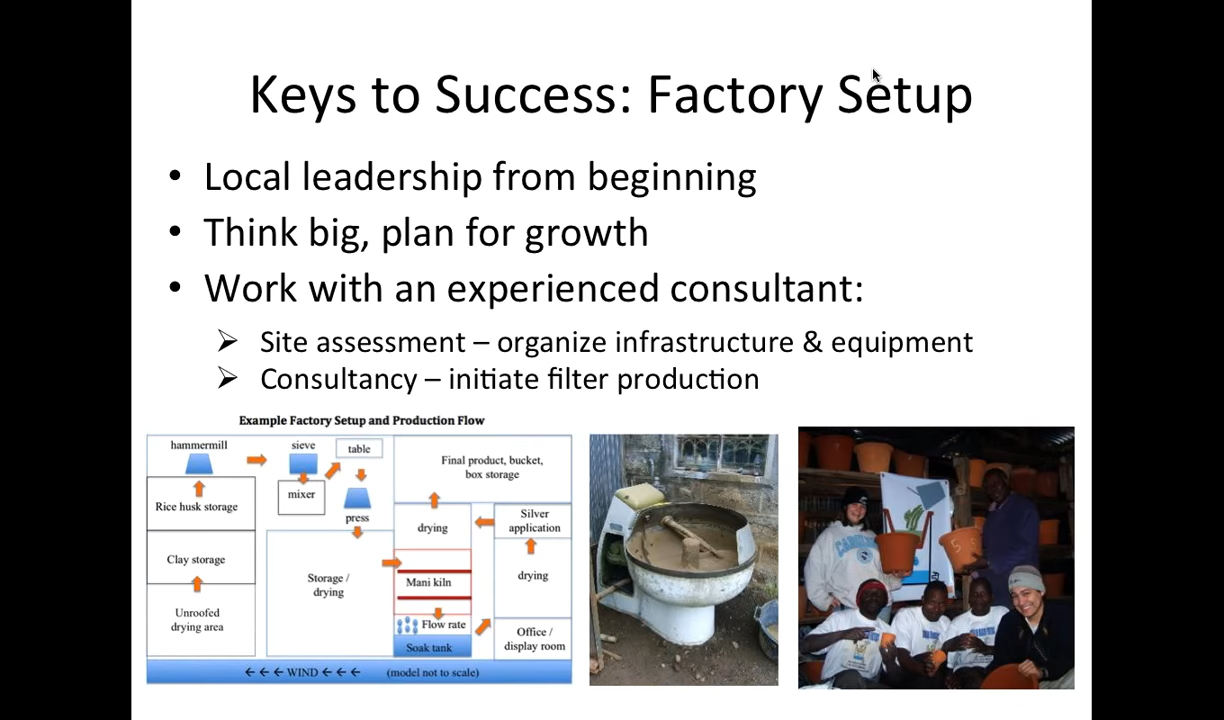 Keys to Success: Factory Setup
• Local leadership from beginning
• Think big, plan for growth
• Work with an experienced consultant:
➢ Site assessment – organize infrastructure & equipment
➢ Consultancy – initiate filter production
Example Factory Setup and Production Flow
hammermill
sieve
table
mixer
press
Rice husk storage
Clay storage
Unroofed
drying area
Storage /
drying
Final product, bucket,
box storage
drying
Silver
application
Mani kiln
drying
Flow rate
Soak tank
Office /
display room
← ← ← WIND ← ← ←
(model not to scale)
CAROLINA